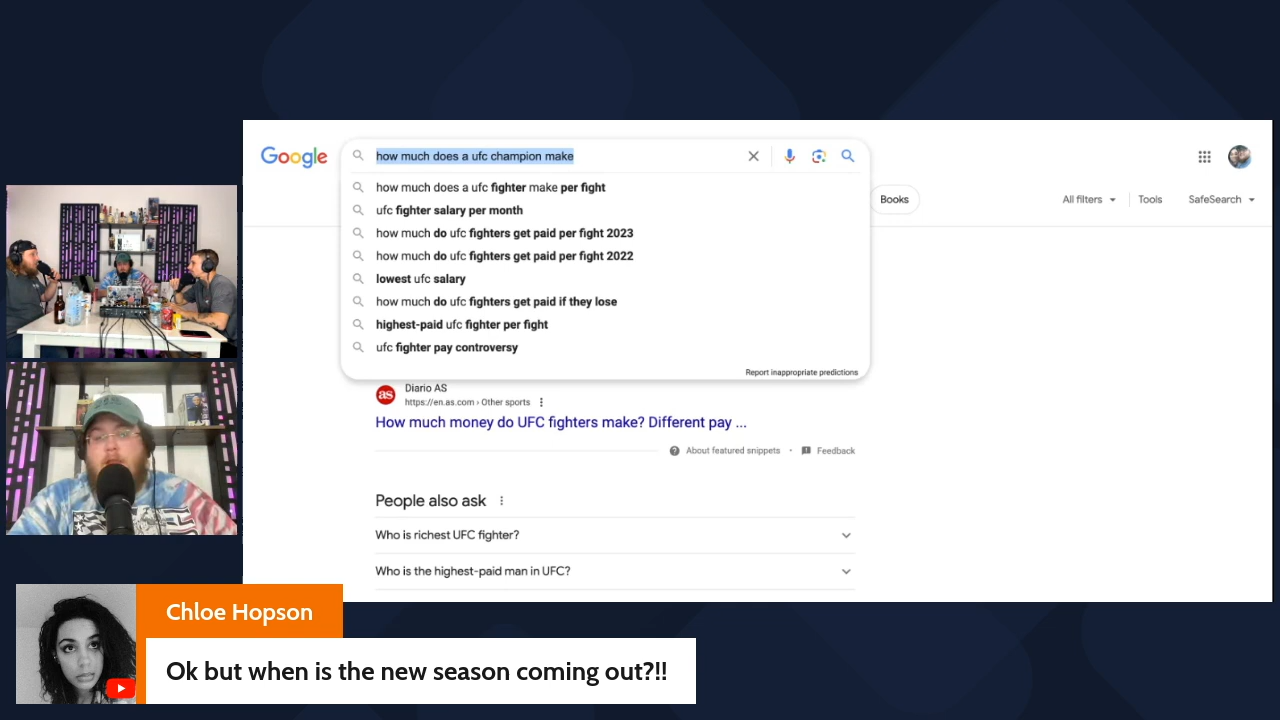 Google
how much does a ufc champion make
how much does a ufc fighter make per fight
ufc fighter salary per month
how much do ufc fighters get paid per fight 2023
how much do ufc fighters get paid per fight 2022
lowest ufc salary
how much do ufc fighters get paid if they lose
highest-paid ufc fighter per fight
ufc fighter pay controversy
Report inappropriate predictions
Books
All filters
Tools
SafeSearch
as
Diario AS
https://en.as.com › Other sports
How much money do UFC fighters make? Different pay ...
About featured snippets • Feedback
People also ask
Who is richest UFC fighter?
Who is the highest-paid man in UFC?
Chloe Hopson
Ok but when is the new season coming out?!!